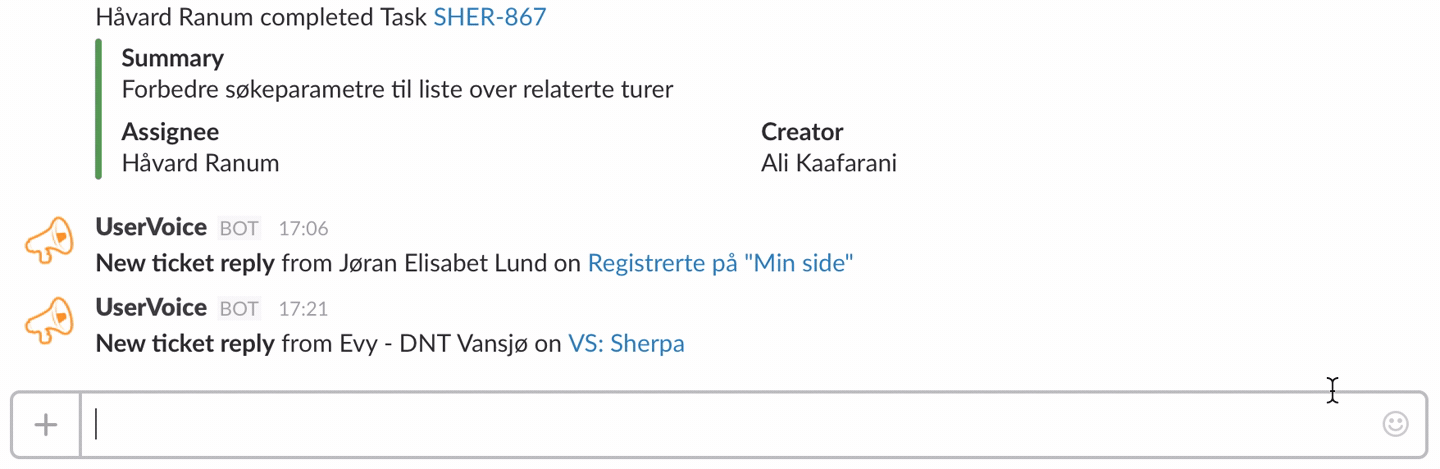 Håvard Ranum completed Task SHER-867
Summary
Forbedre søkeparametre til liste over relaterte turer
Assignee Creator
Håvard Ranum Ali Kaafarani
UserVoice BOT 17:06
New ticket reply from Jøran Elisabet Lund on Registrerte på "Min side"
UserVoice BOT 17:21
New ticket reply from Evy - DNT Vansjø on VS: Sherpa